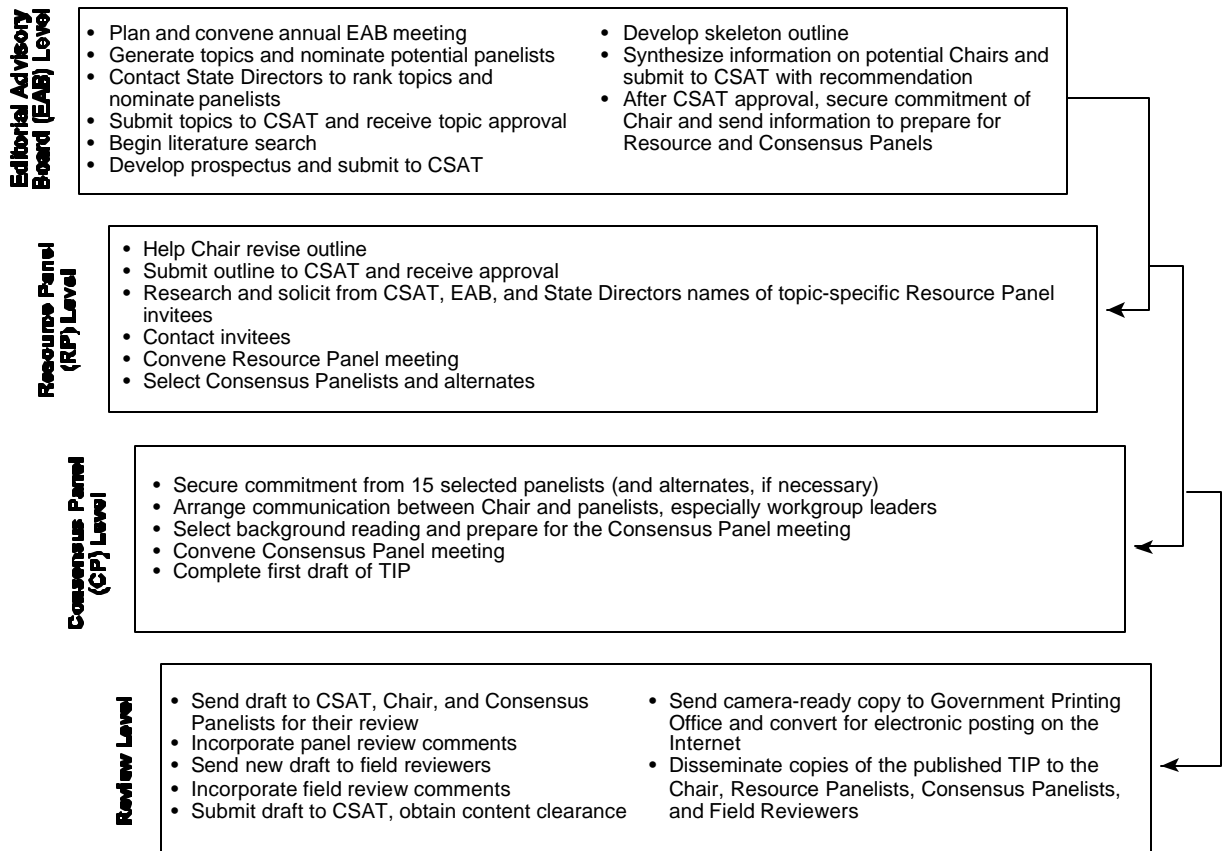 Editorial Advisory
Board (EAB) Level
• Plan and convene annual EAB meeting
• Generate topics and nominate potential panelists
• Contact State Directors to rank topics and
nominate panelists
• Submit topics to CSAT and receive topic approval
• Begin literature search
• Develop prospectus and submit to CSAT
• Develop skeleton outline
• Synthesize information on potential Chairs and
submit to CSAT with recommendation
• After CSAT approval, secure commitment of
Chair and send information to prepare for
Resource and Consensus Panels
Resource Panel
(RP) Level
• Help Chair revise outline
• Submit outline to CSAT and receive approval
• Research and solicit from CSAT, EAB, and State Directors names of topic-specific Resource Panel
invitees
• Contact invitees
• Convene Resource Panel meeting
• Select Consensus Panelists and alternates
Consensus Panel
(CP) Level
• Secure commitment from 15 selected panelists (and alternates, if necessary)
• Arrange communication between Chair and panelists, especially workgroup leaders
• Select background reading and prepare for the Consensus Panel meeting
• Convene Consensus Panel meeting
• Complete first draft of TIP
Review Level
• Send draft to CSAT, Chair, and Consensus
Panelists for their review
• Incorporate panel review comments
• Send new draft to field reviewers
• Incorporate field review comments
• Submit draft to CSAT, obtain content clearance
• Send camera-ready copy to Government Printing
Office and convert for electronic posting on the
Internet
• Disseminate copies of the published TIP to the
Chair, Resource Panelists, Consensus Panelists,
and Field Reviewers